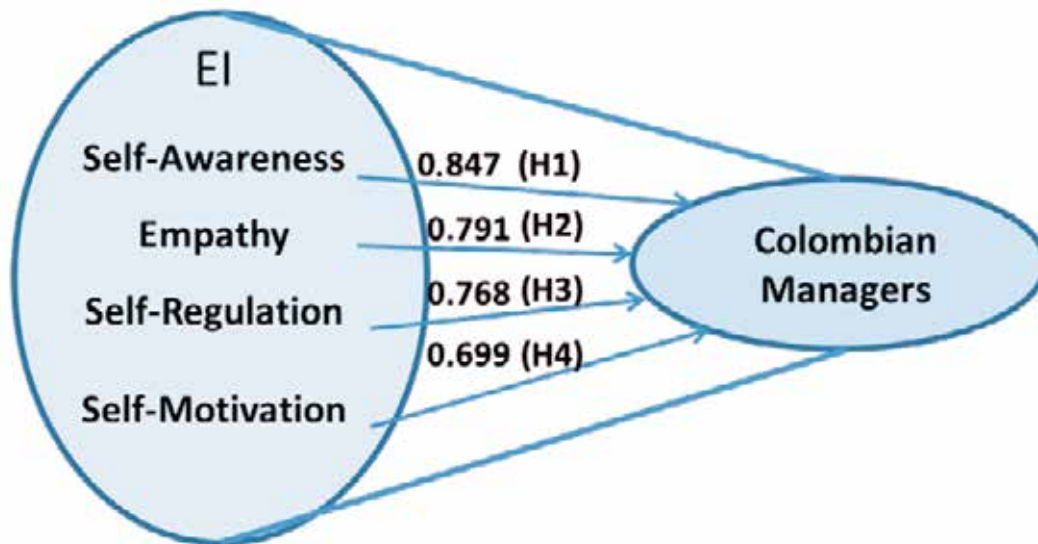 EI
Self-Awareness
0.847 (H1)
Empathy
0.791 (H2)
Self-Regulation
0.768 (H3)
Self-Motivation
0.699 (H4)
Colombian
Managers